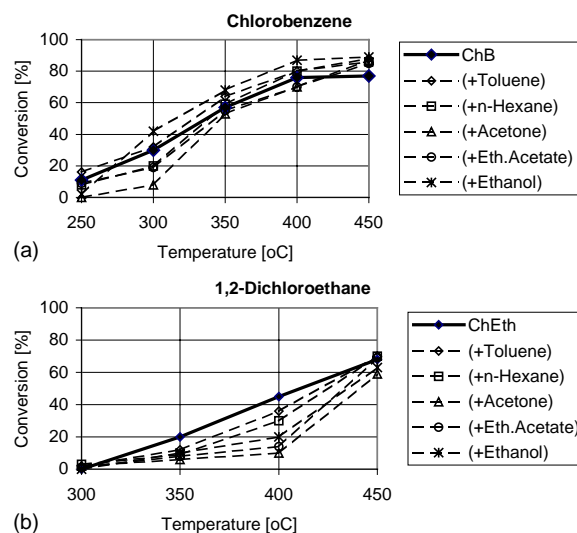 Chlorobenzene
Conversion [%]
100
80
60
40
20
0
250
300
350
400
450
Temperature [oC]
(a)
ChB
(+Toluene)
(+n-Hexane)
(+Acetone)
(+Eth.Acetate)
(+Ethanol)
1,2-Dichloroethane
Conversion [%]
100
80
60
40
20
0
300
350
400
450
Temperature [oC]
(b)
ChEth
(+Toluene)
(+n-Hexane)
(+Acetone)
(+Eth.Acetate)
(+Ethanol)